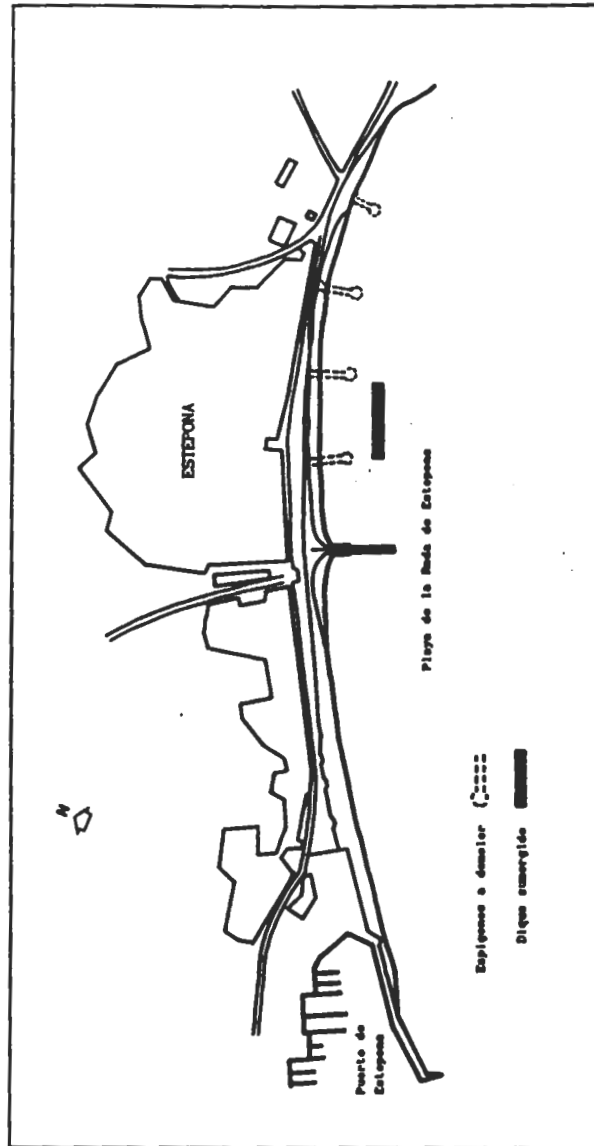 N
ESTEPONA
Playa de la Rada de Estepona
Espigones a demoler
Dique sumergido
Puerto de
Estepona